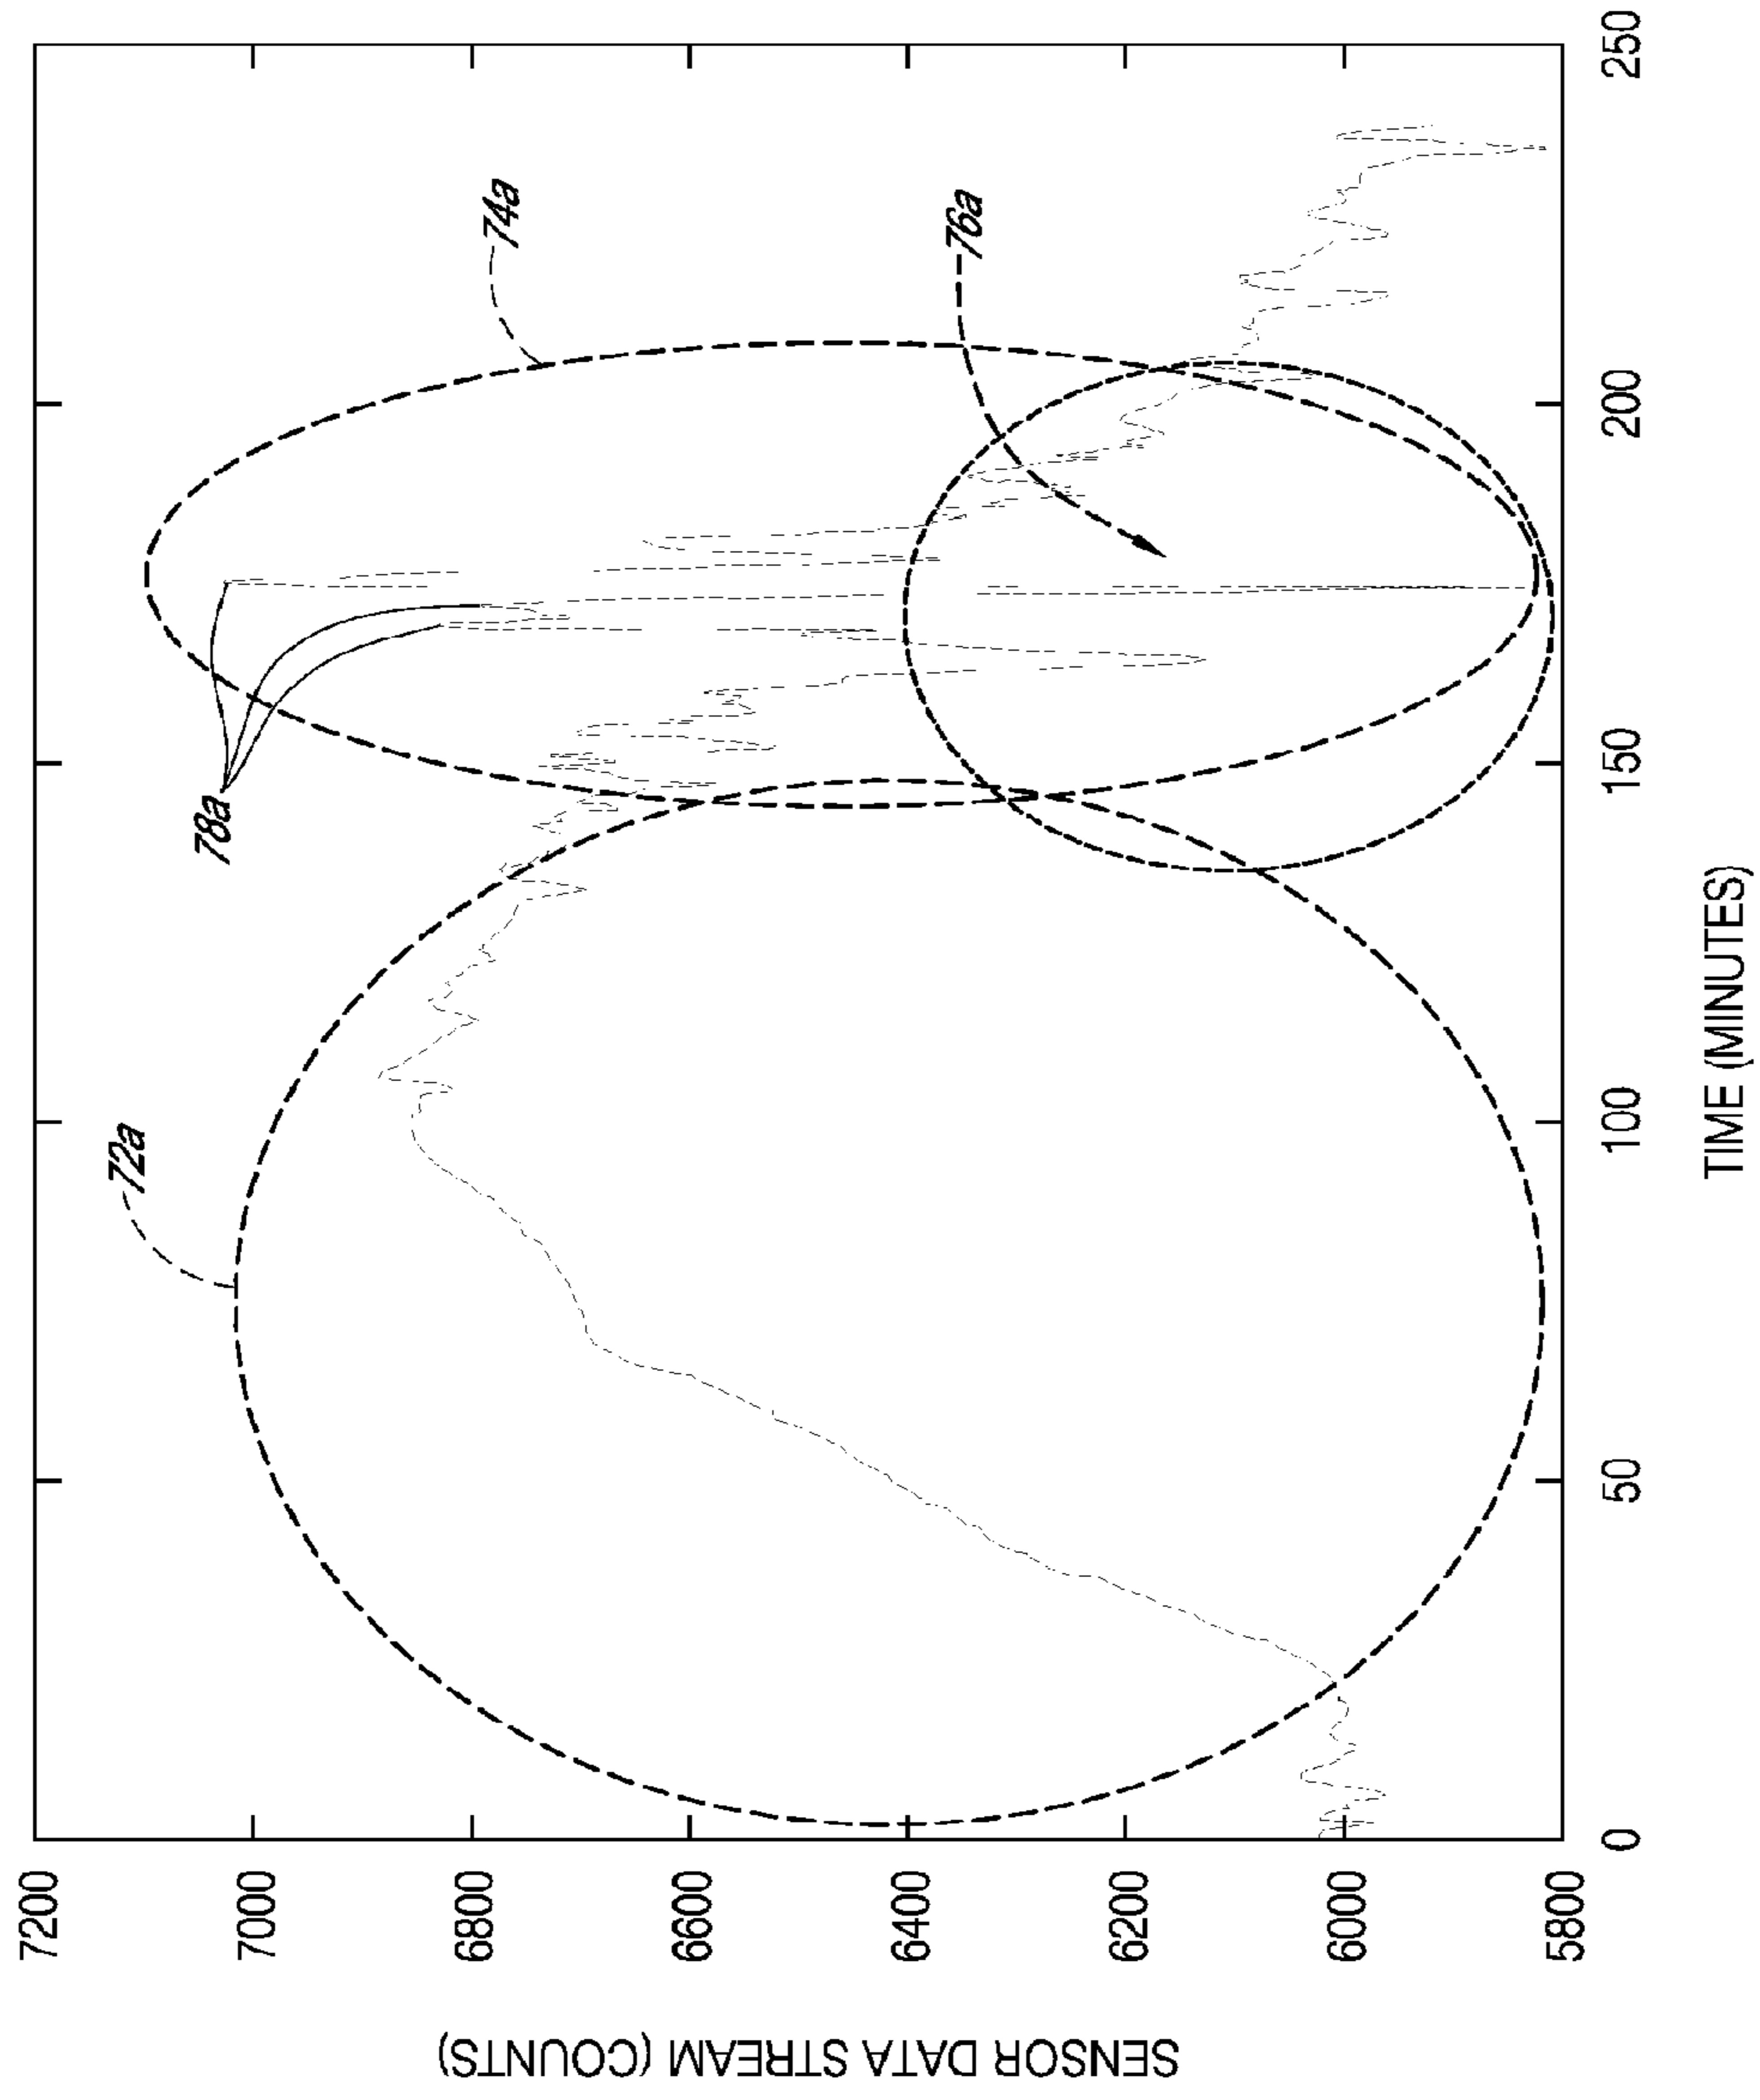 7200
7000
6800
6600
6400
6200
6000
5800
SENSOR DATA STREAM (COUNTS)
0
50
100
150
200
250
TIME (MINUTES)
72a
78a
74a
76a